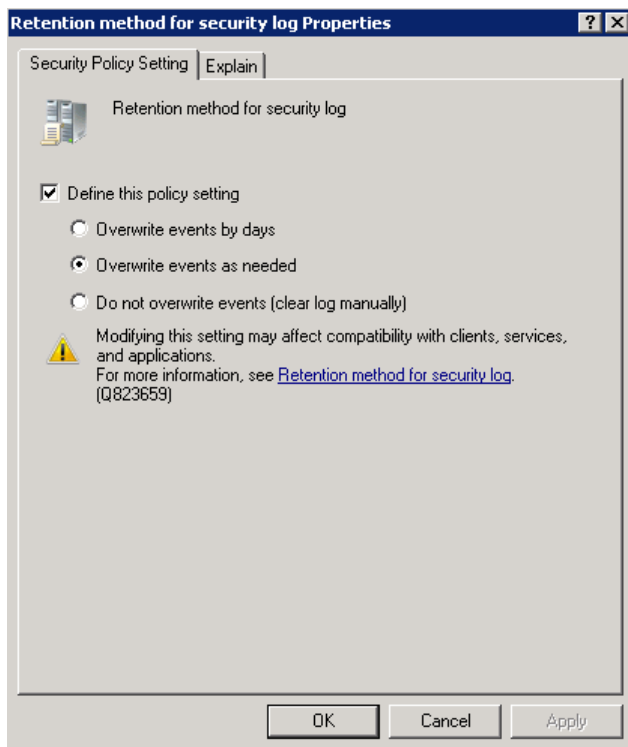 Retention method for security log Properties
Security Policy Setting
Explain
Retention method for security log
Define this policy setting
Overwrite events by days
Overwrite events as needed
Do not overwrite events (clear log manually)
Modifying this setting may affect compatibility with clients, services,
and applications.
For more information, see Retention method for security log.
(Q823659)
OK
Cancel
Apply